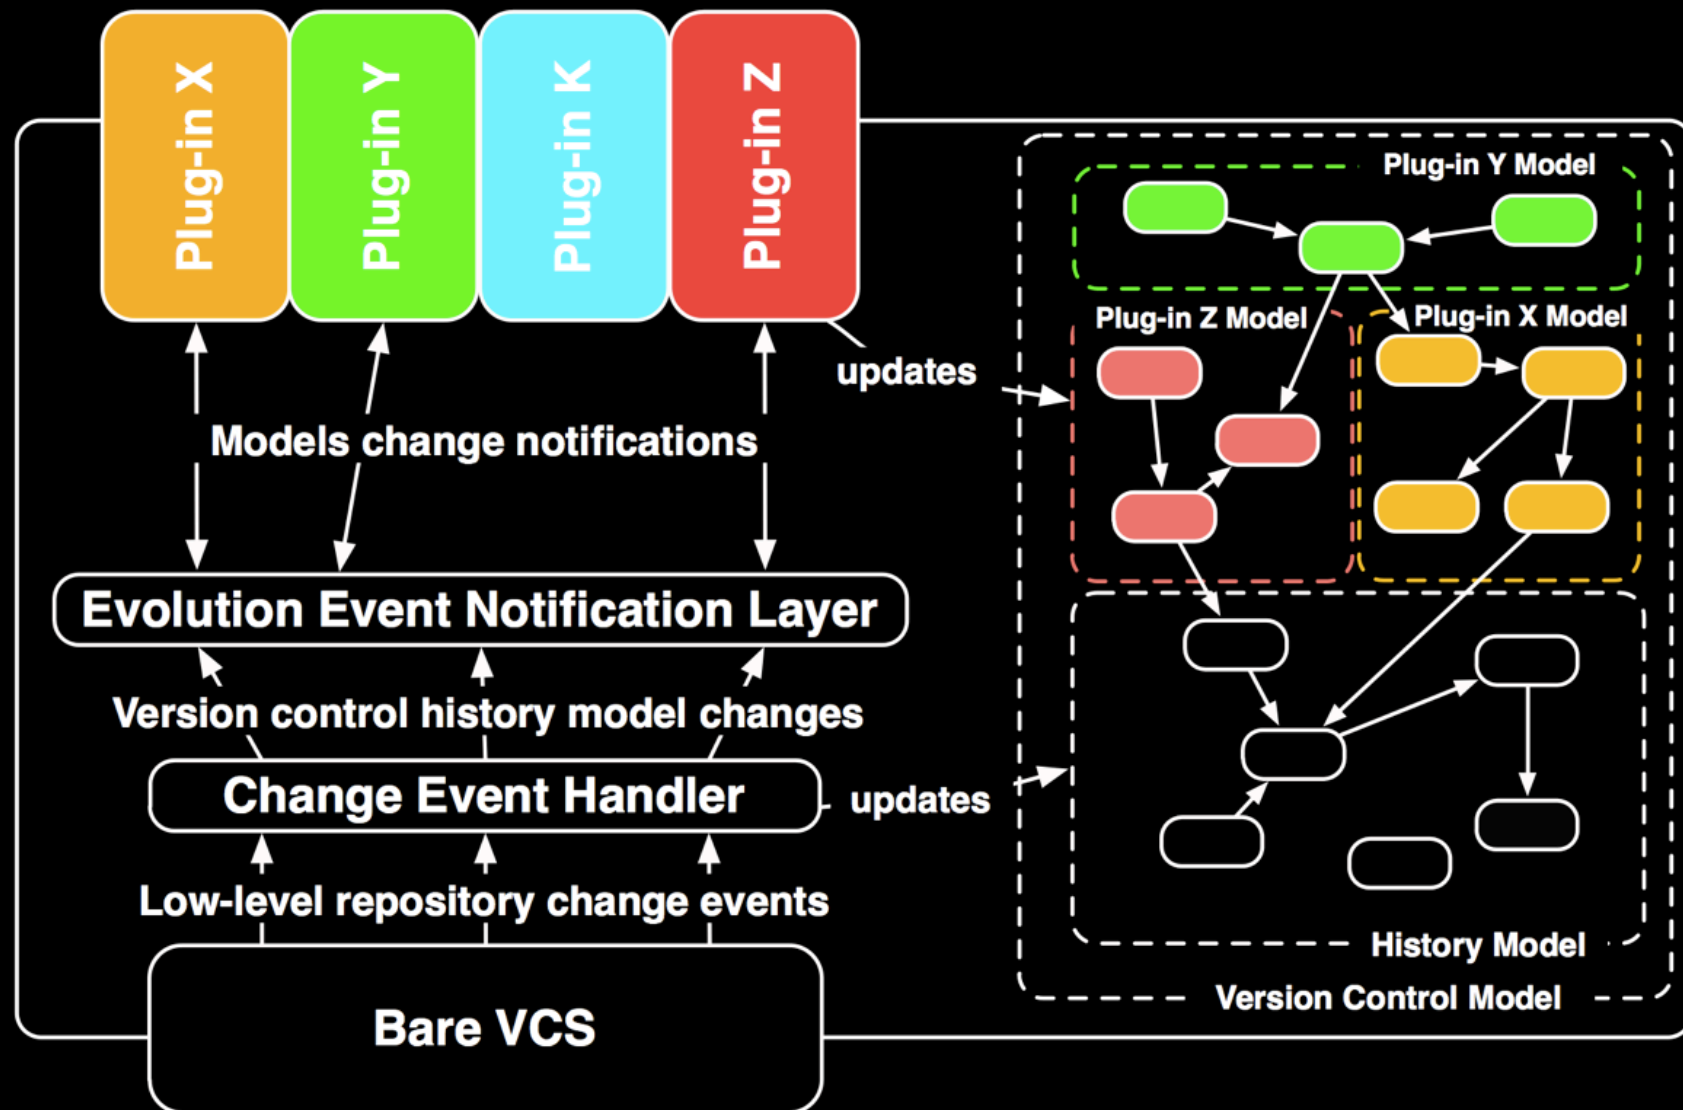 Plug-in X
Plug-in Y
Plug-in K
Plug-in Z
Models change notifications
updates
Evolution Event Notification Layer
Version control history model changes
Change Event Handler
updates
Low-level repository change events
Bare VCS
Plug-in Y Model
Plug-in Z Model
Plug-in X Model
History Model
Version Control Model